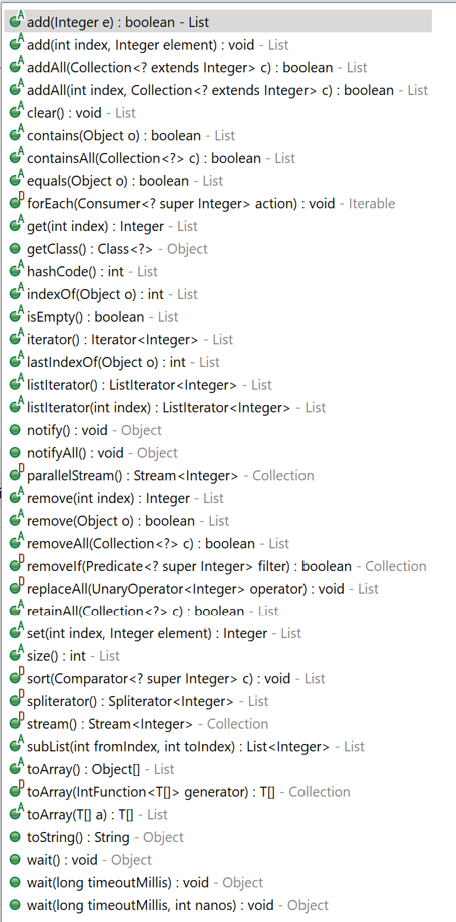 add(Integer e) : boolean - List
add(int index, Integer element) : void - List
addAll(Collection<? extends Integer> c) : boolean - List
addAll(int index, Collection<? extends Integer> c) : boolean - List
clear() : void - List
contains(Object o) : boolean - List
containsAll(Collection<?> c) : boolean - List
equals(Object o) : boolean - List
forEach(Consumer<? super Integer> action) : void - Iterable
get(int index) : Integer - List
getClass() : Class<?> - Object
hashCode() : int - List
indexOf(Object o) : int - List
isEmpty() : boolean - List
iterator() : Iterator<Integer> - List
lastIndexOf(Object o) : int - List
listIterator() : ListIterator<Integer> - List
listIterator(int index) : ListIterator<Integer> - List
notify() : void - Object
notifyAll() : void - Object
parallelStream() : Stream<Integer> - Collection
remove(int index) : Integer - List
remove(Object o) : boolean - List
removeAll(Collection<?> c) : boolean - List
removeIf(Predicate<? super Integer> filter) : boolean - Collection
replaceAll(UnaryOperator<Integer> operator) : void - List
retainAll(Collection<?> c) : boolean - List
set(int index, Integer element) : Integer - List
size() : int - List
sort(Comparator<? super Integer> c) : void - List
spliterator() : Spliterator<Integer> - List
stream() : Stream<Integer> - Collection
subList(int fromIndex, int toIndex) : List<Integer> - List
toArray() : Object[] - List
toArray(IntFunction<T[]> generator) : T[] - Collection
toArray(T[] a) : T[] - List
toString() : String - Object
wait() : void - Object
wait(long timeoutMillis) : void - Object
wait(long timeoutMillis, int nanos) : void - Object